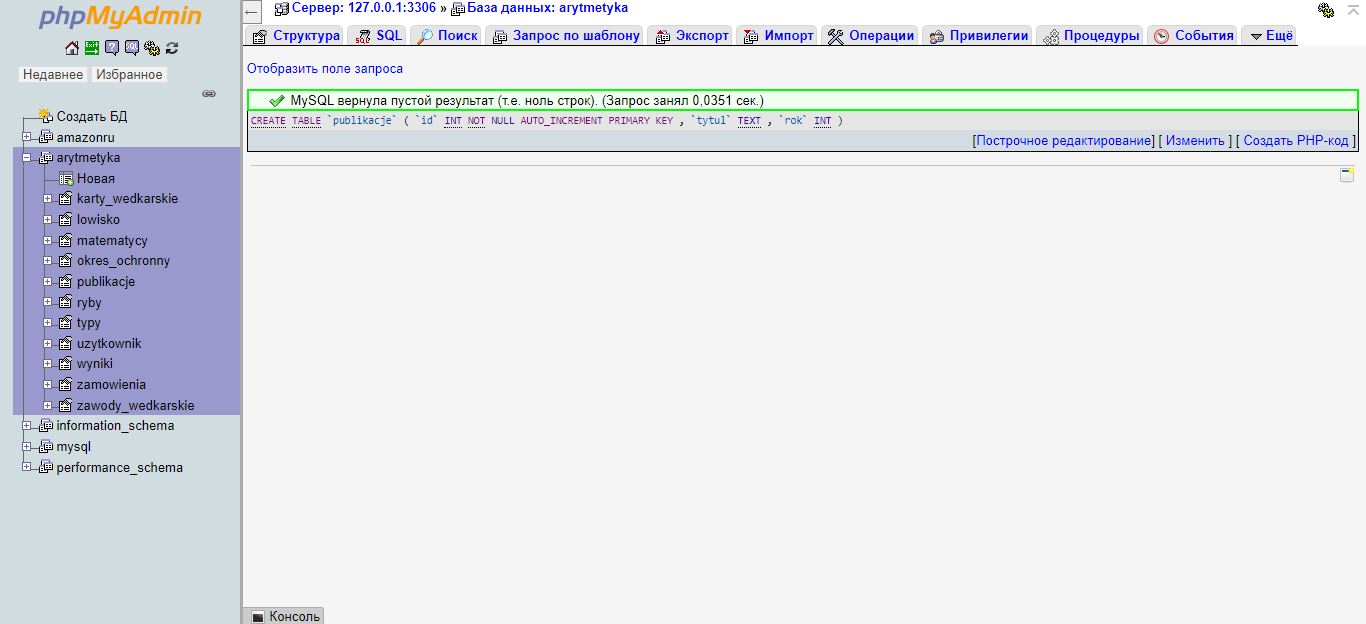 phpMyAdmin
Недавнее Избранное
Создать БД
amazonru
arytmetyka
Новая
karty_wedkarskie
lowisko
matematycy
okres_ochronny
publikacje
ryby
typy
uzytkownik
wyniki
zamowienia
zawody_wedkarskie
information_schema
mysql
performance_schema
Сервер: 127.0.0.1:3306 » База данных: arytmetyka
Структура SQL Поиск Запрос по шаблону Экспорт Импорт Операции Привилегии Процедуры События Ещё
Отобразить поле запроса
MySQL вернула пустой результат (т.е. ноль строк). (Запрос занял 0,0351 сек.)
CREATE TABLE `publikacje` ( `id` INT NOT NULL AUTO_INCREMENT PRIMARY KEY , `tytul` TEXT , `rok` INT )
[Построчное редактирование] [ Изменить ] [ Создать PHP-код ]
Консоль